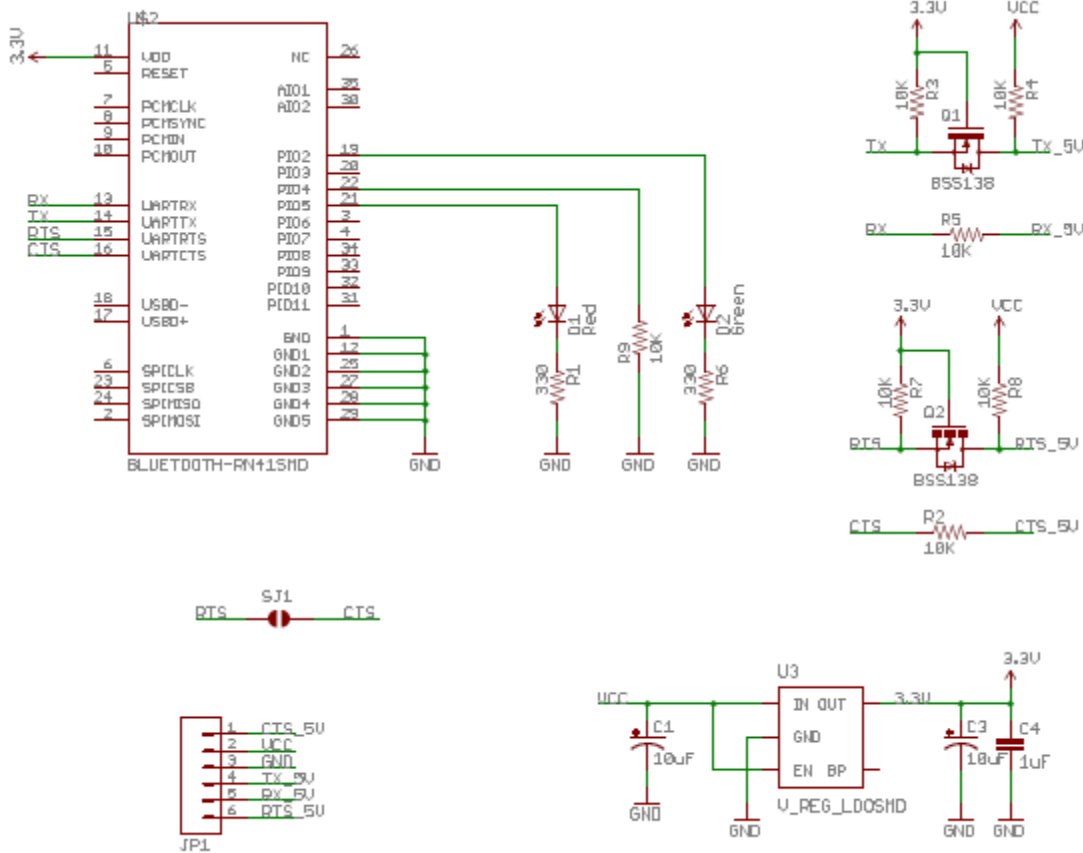 U$2
3.3V
11 VDD
5 RESET
7 PCMCLK
8 PCMSYNC
9 PCMIN
10 PCMOUT
RX 13 UARTRX
TX 14 UARTTX
RTS 15 UARTRTS
CTS 16 UARTCTS
18 USBD-
17 USBD+
6 SPICLK
23 SPICSB
24 SPIMISO
2 SPIMOSI
NC 26
AIO1 35
AIO2 30
PIO2 19
PIO3 20
PIO4 22
PIO5 21
PIO6 3
PIO7 4
PIO8 34
PIO9 33
PIO10 32
PIO11 31
GND 1
GND1 12
GND2 25
GND3 27
GND4 28
GND5 29
BLUETOOTH-RN41SMD
GND
D1
Red
330
R1
GND
R9
10K
GND
D2
Green
330
R6
GND
3.3V
VCC
10K
R3
10K
R4
Q1
TX
TX_5V
BSS138
R5
RX
RX_5V
10K
3.3V
VCC
10K
R7
10K
R8
Q2
RTS
RTS_5V
BSS138
R2
CTS
CTS_5V
10K
SJ1
RTS
CTS
1 CTS_5V
2 VCC
3 GND
4 TX_5V
5 RX_5V
6 RTS_5V
JP1
U3
3.3V
VCC
IN OUT
3.3V
C1
10uF
GND
EN BP
C3
10uF
C4
1uF
V_REG_LDOSMD
GND
GND
GND
GND